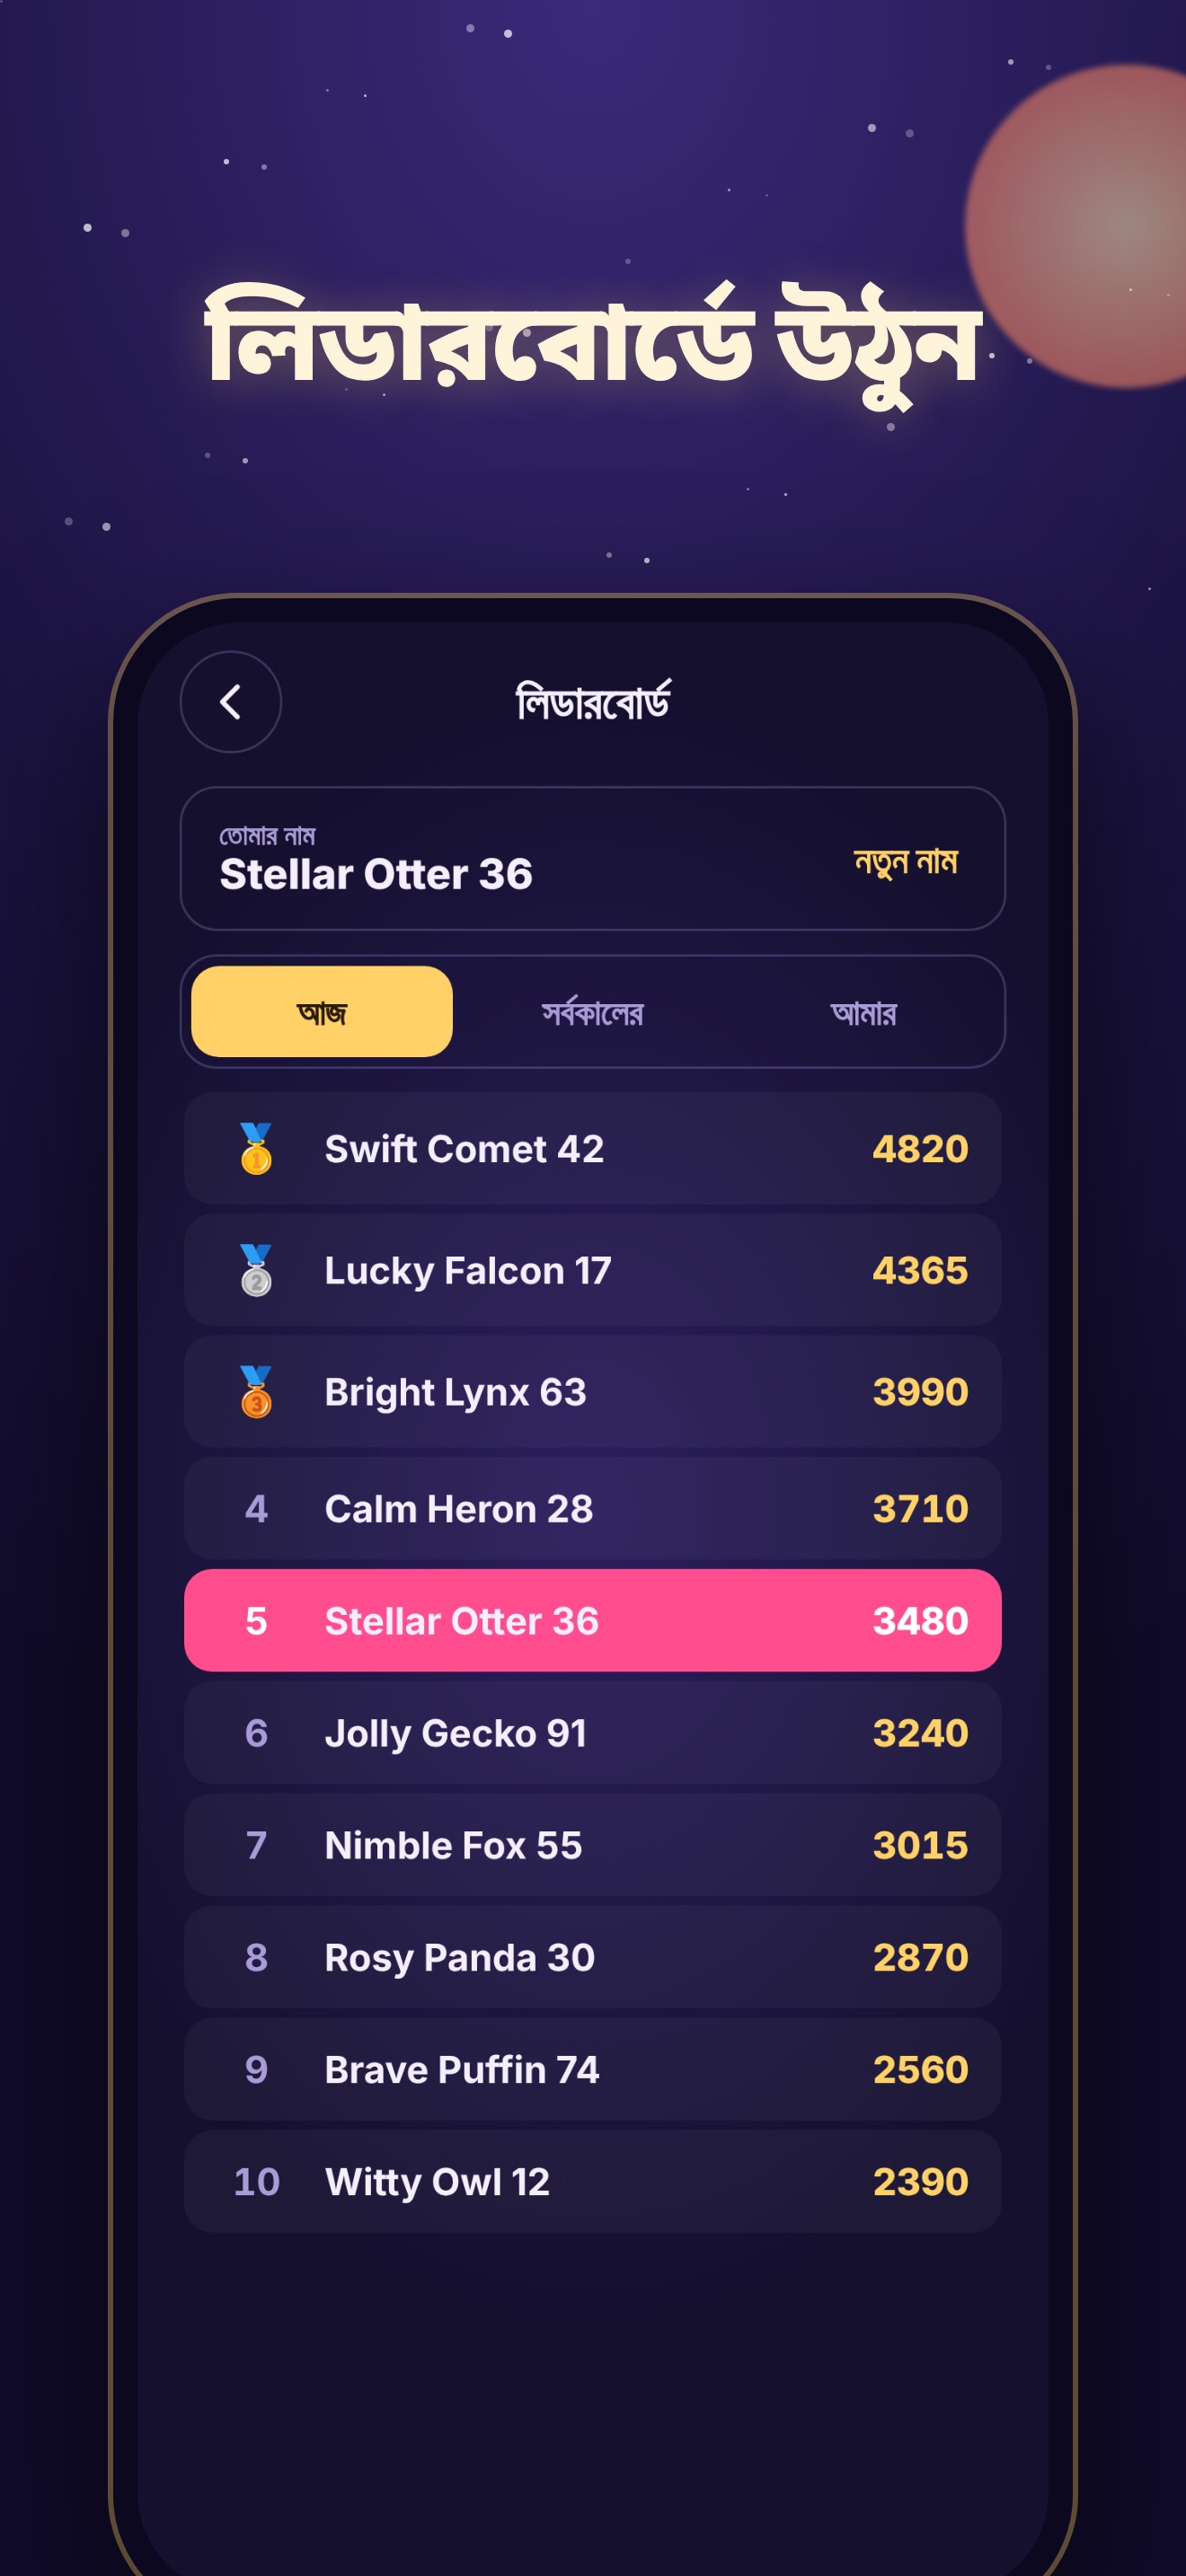 লিডারবোর্ডে উঠুন
লিডারবোর্ড
তোমার নাম
Stellar Otter 36
নতুন নাম
আজ সর্বকালের আমার
1 Swift Comet 42 4820
2 Lucky Falcon 17 4365
3 Bright Lynx 63 3990
4 Calm Heron 28 3710
5 Stellar Otter 36 3480
6 Jolly Gecko 91 3240
7 Nimble Fox 55 3015
8 Rosy Panda 30 2870
9 Brave Puffin 74 2560
10 Witty Owl 12 2390